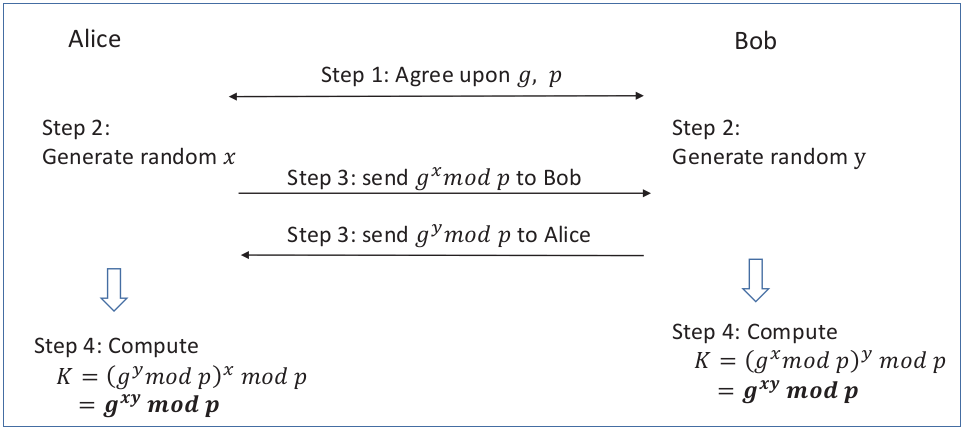 Alice
Bob
Step 1: Agree upon g, p
Step 2:
Generate random x
Step 2:
Generate random y
Step 3: send g^x mod p to Bob
Step 3: send g^y mod p to Alice
Step 4: Compute
K = (g^y mod p)^x mod p
= g^xy mod p
Step 4: Compute
K = (g^x mod p)^y mod p
= g^xy mod p